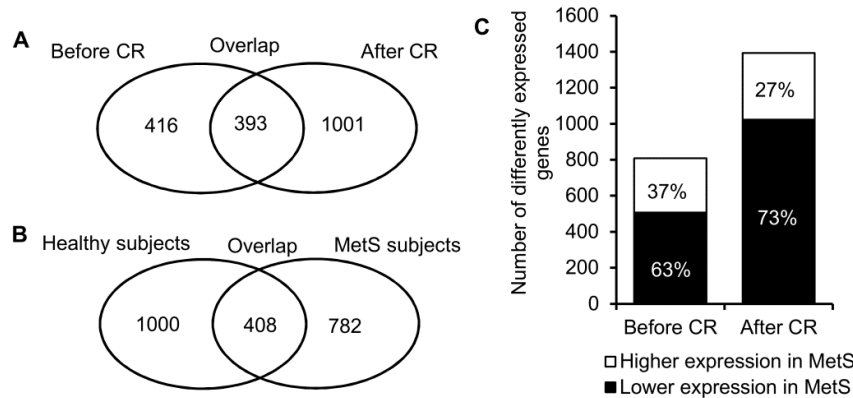 A
Before CR
Overlap
After CR
416
393
1001
B
Healthy subjects
Overlap
MetS subjects
1000
408
782
C
Number of differently expressed
genes
1600
1400
1200
1000
800
600
400
200
0
37%
63%
27%
73%
Before CR
After CR
Higher expression in MetS
Lower expression in MetS